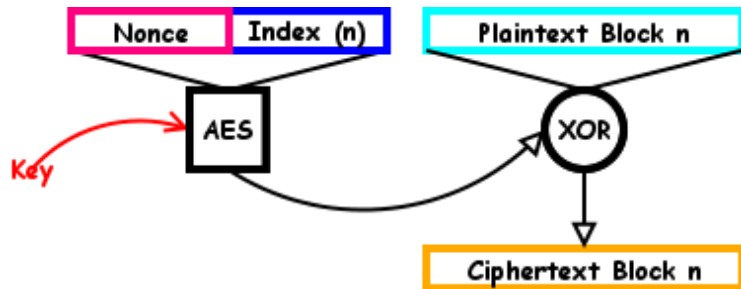 Nonce Index (n) Plaintext Block n
AES XOR
Key
Ciphertext Block n